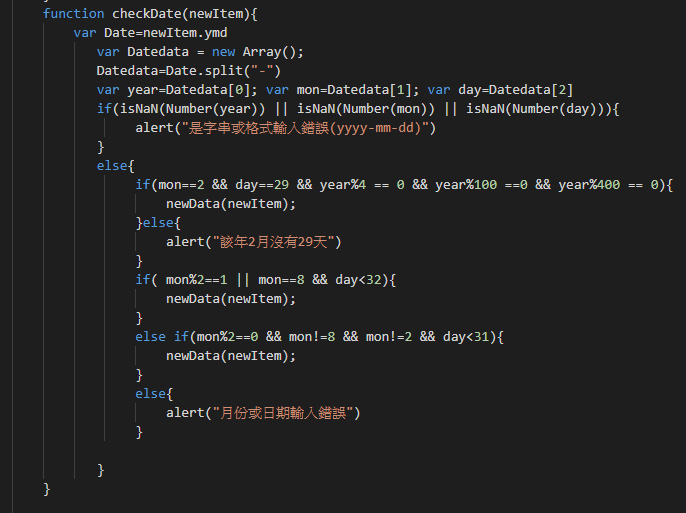 }
function checkDate(newItem){
var Date=newItem.ymd
var Datedata = new Array();
Datedata=Date.split("-")
var year=Datedata[0]; var mon=Datedata[1]; var day=Datedata[2]
if(isNaN(Number(year)) || isNaN(Number(mon)) || isNaN(Number(day))){
alert("是字串或格式輸入錯誤(yyyy-mm-dd)")
}
else{
if(mon==2 && day==29 && year%4 == 0 && year%100 ==0 && year%400 == 0){
newData(newItem);
}else{
alert("該年2月沒有29天")
}
if( mon%2==1 || mon==8 && day<32){
newData(newItem);
}
else if(mon%2==0 && mon!=8 && mon!=2 && day<31){
newData(newItem);
}
else{
alert("月份或日期輸入錯誤")
}
}
}